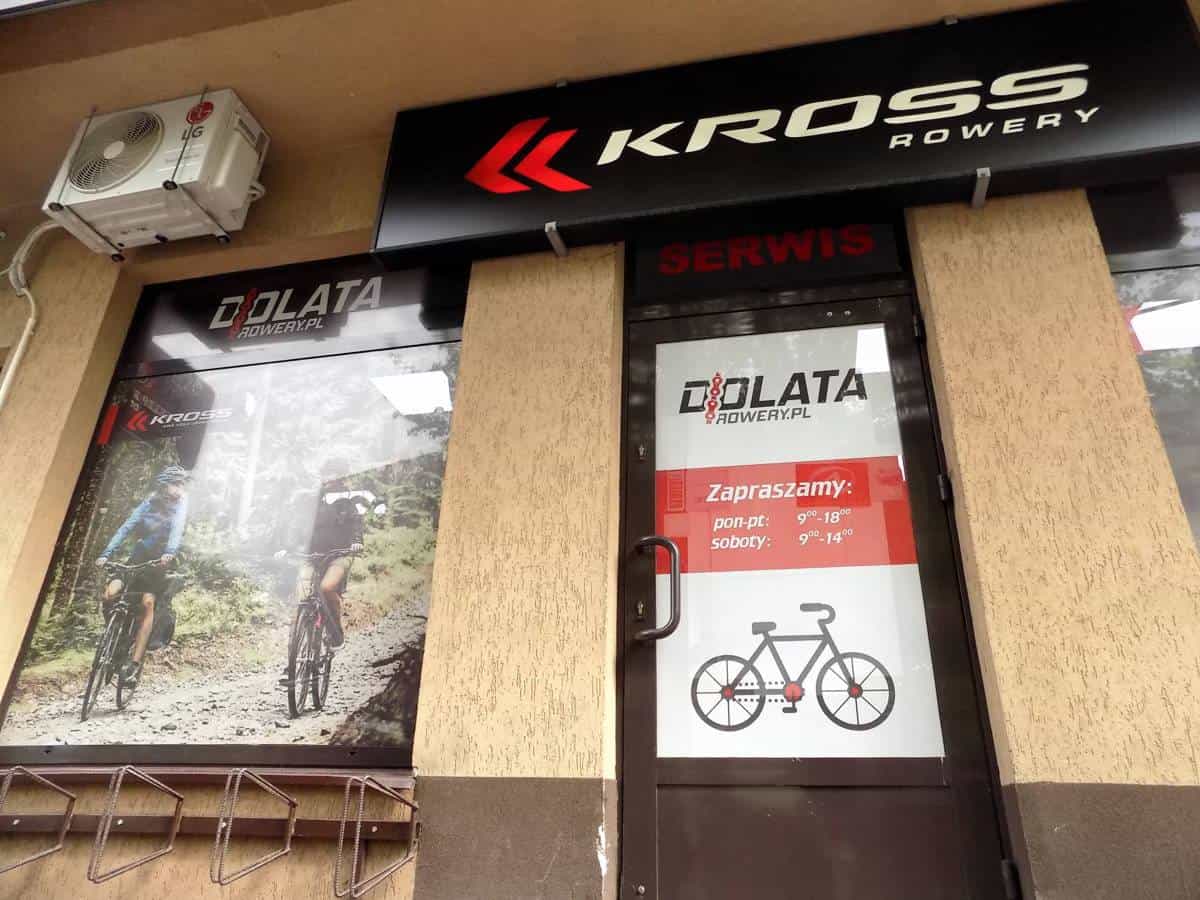 LG
KROSS
ROWERY
SERWIS
DOLATA
ROWERY.PL
KROSS
DOLATA
ROWERY.PL
Zapraszamy:
pon-pt: 9⁰⁰-18⁰⁰
soboty: 9⁰⁰-14⁰⁰